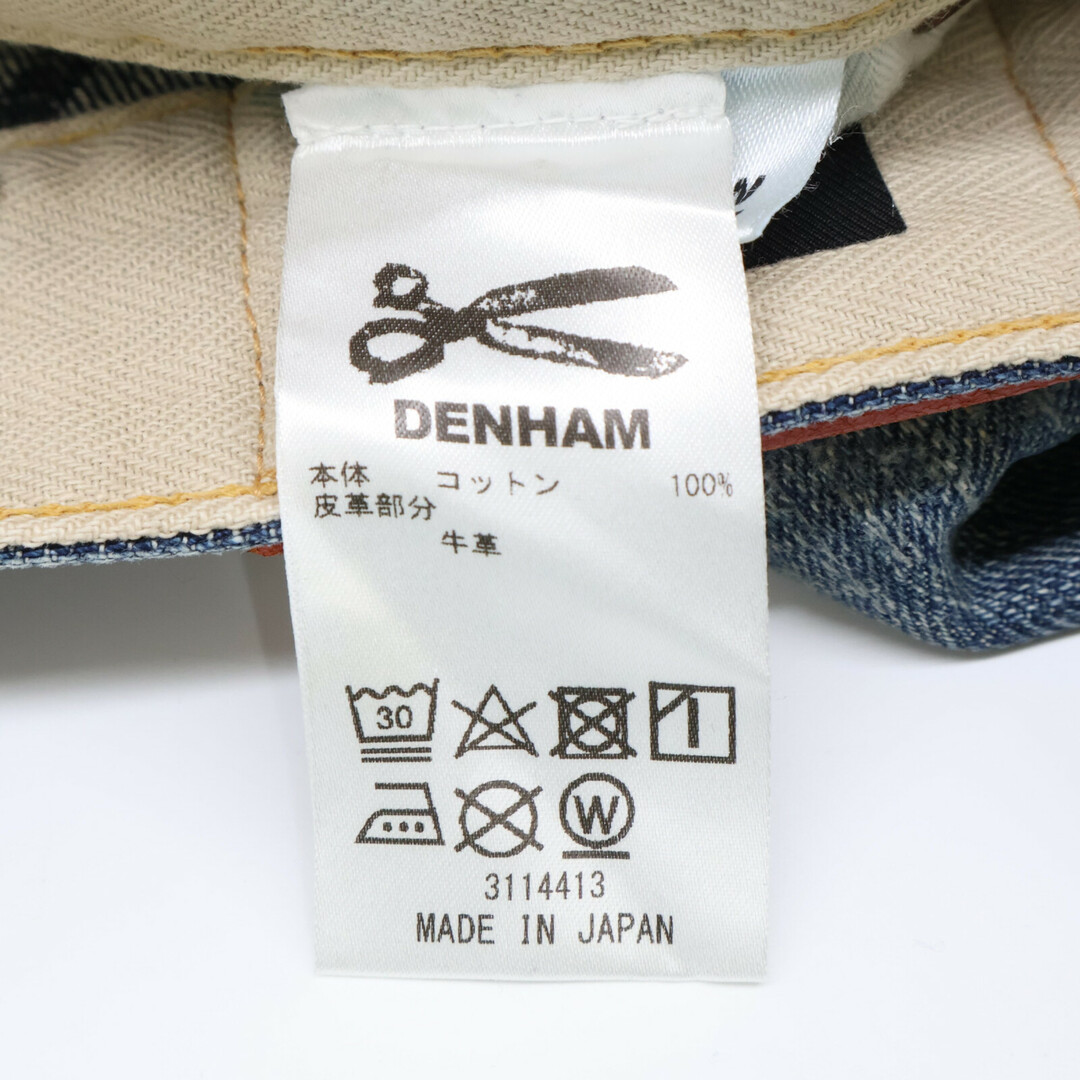 DENHAM
本体 コットン 100%
皮革部分
牛革
30
W
3114413
MADE IN JAPAN